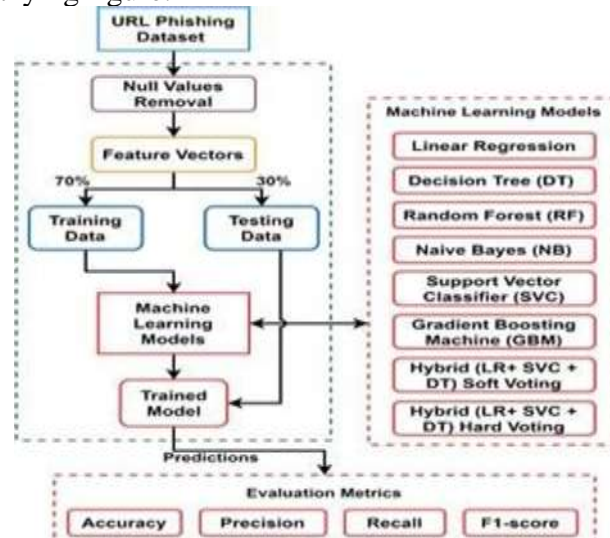 URL Phishing
Dataset
Null Values
Removal
Feature Vectors
70%
30%
Training
Data
Testing
Data
Machine
Learning
Models
Trained
Model
Predictions
Machine Learning Models
Linear Regression
Decision Tree (DT)
Random Forest (RF)
Naive Bayes (NB)
Support Vector
Classifier (SVC)
Gradient Boosting
Machine (GBM)
Hybrid (LR+ SVC +
DT) Soft Voting
Hybrid (LR+ SVC +
DT) Hard Voting
Evaluation Metrics
Accuracy
Precision
Recall
F1-score